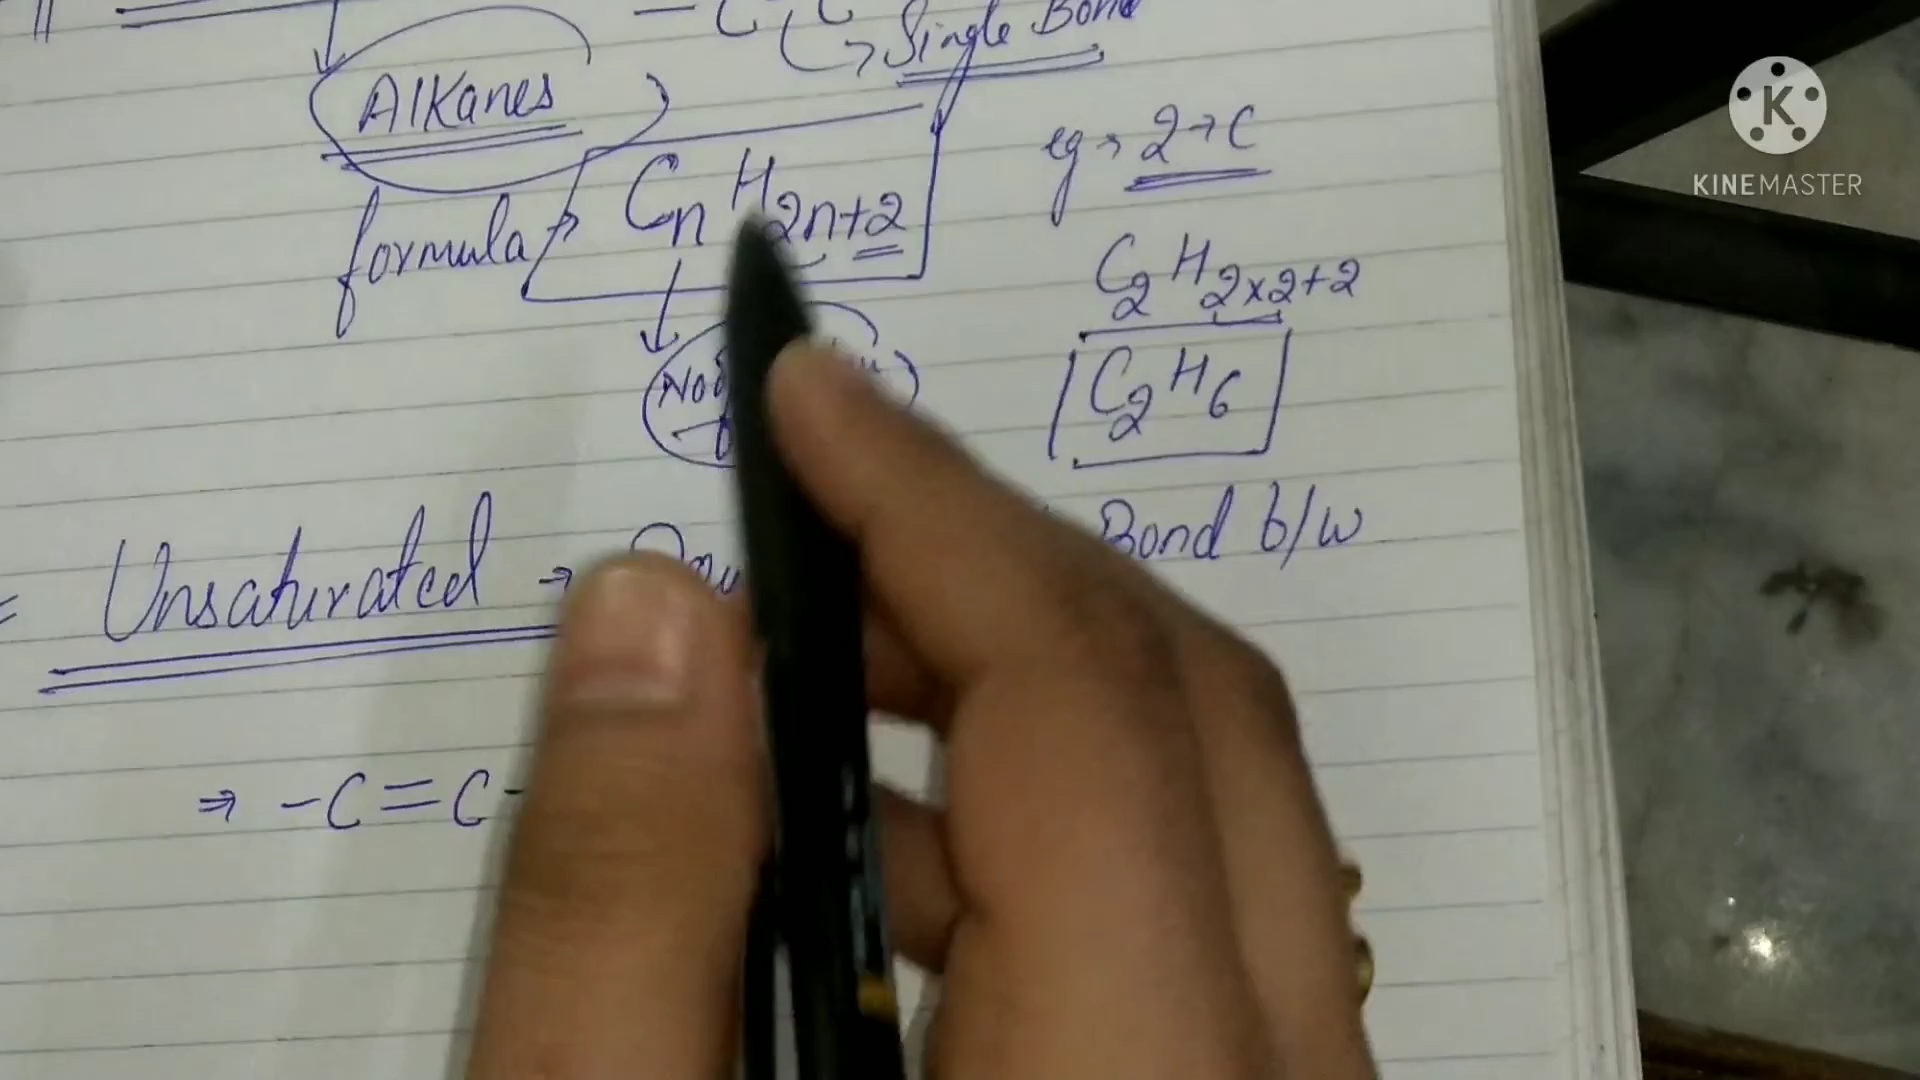 -C
Single Bond
Alkanes
formula → CnH2n+2
eg → 2 → C
C2H2x2+2
C2H6
Unsaturated →
Bond b/w
⇒ -C=C-
K
KINEMASTER